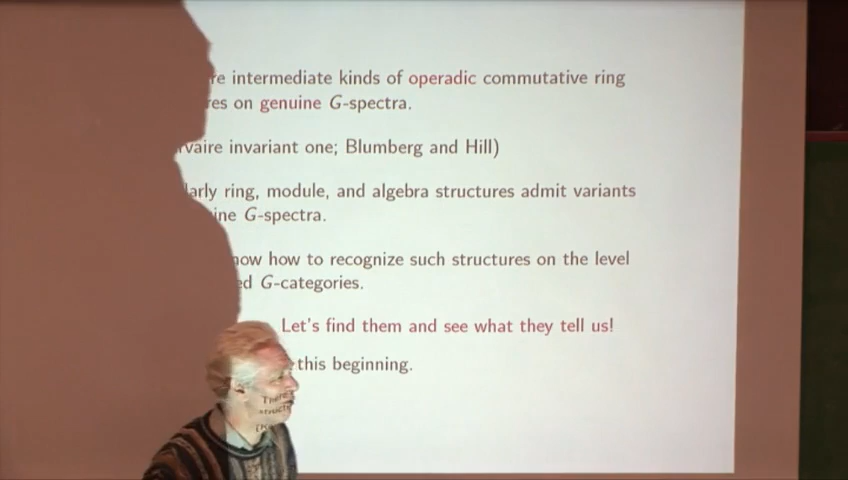 re intermediate kinds of operadic commutative ring
res on genuine G-spectra.
rvaire invariant one; Blumberg and Hill)
larly ring, module, and algebra structures admit variants
ine G-spectra.
now how to recognize such structures on the level
ed G-categories.
Let's find them and see what they tell us!
this beginning.
There